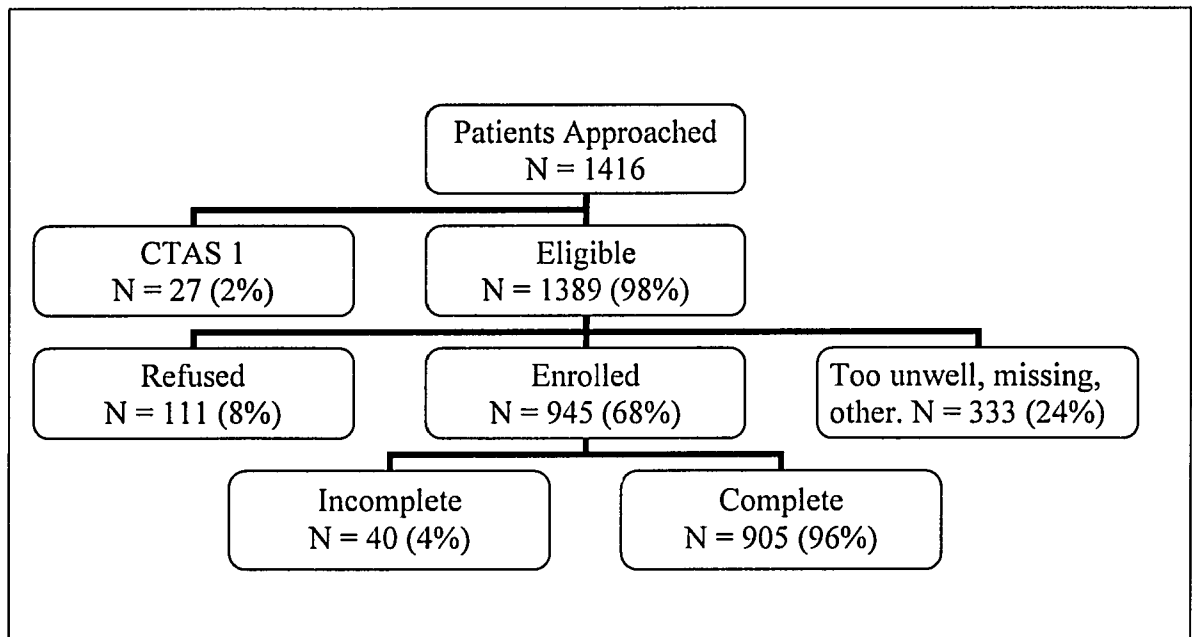 Patients Approached
N = 1416
CTAS 1
N = 27 (2%)
Eligible
N = 1389 (98%)
Refused
N = 111 (8%)
Enrolled
N = 945 (68%)
Too unwell, missing,
other. N = 333 (24%)
Incomplete
N = 40 (4%)
Complete
N = 905 (96%)